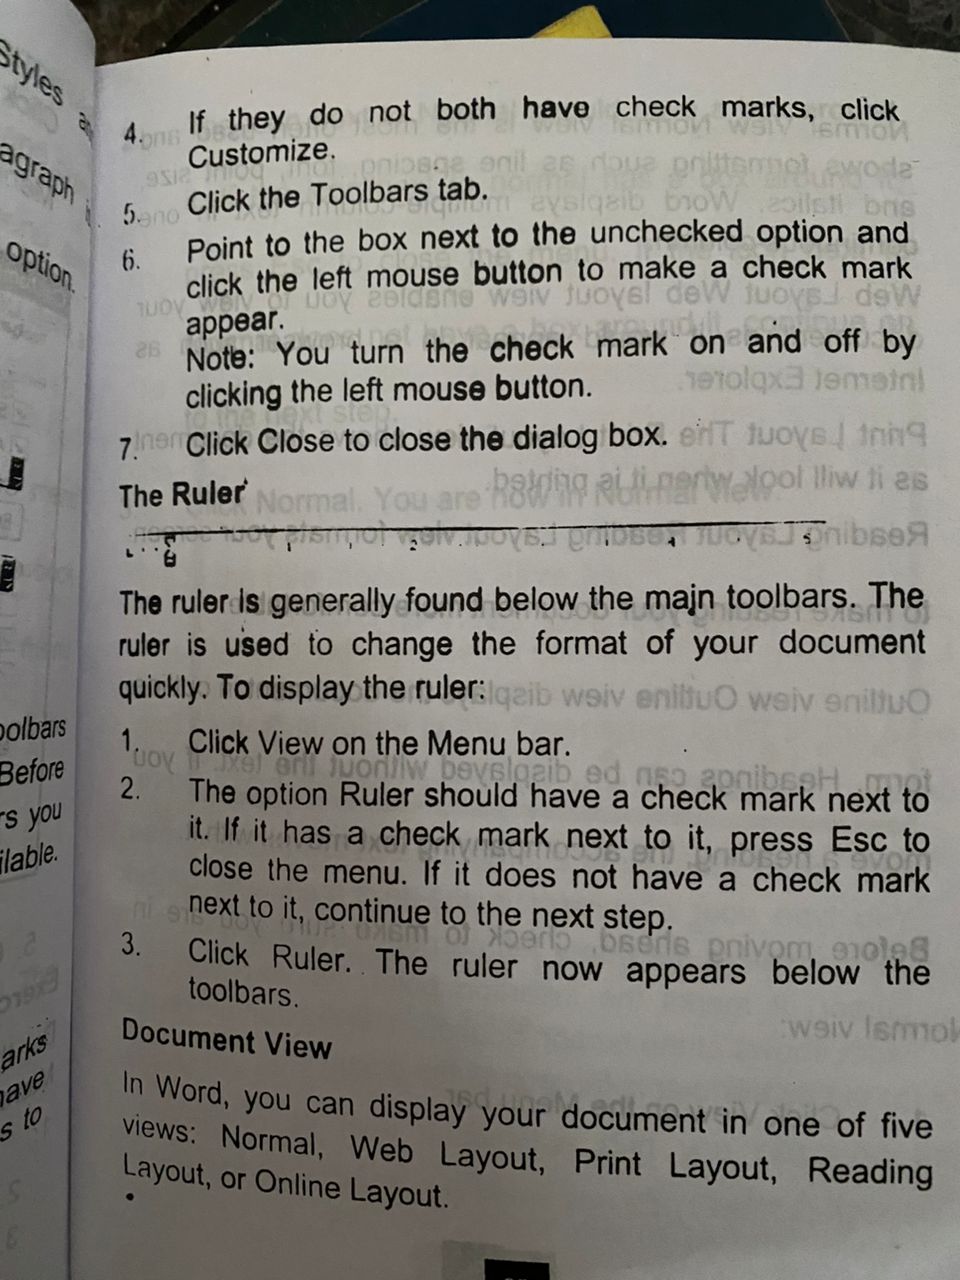 Styles
agraph
option.
oolbars
Before
rs you
ilable.
arks
have
s to
4. If they do not both have check marks, click
Customize.
5. Click the Toolbars tab.
6. Point to the box next to the unchecked option and
click the left mouse button to make a check mark
appear.
Note: You turn the check mark on and off by
clicking the left mouse button.
7. Click Close to close the dialog box.
The Ruler
The ruler is generally found below the majn toolbars. The
ruler is used to change the format of your document
quickly. To display the ruler:
1. Click View on the Menu bar.
2. The option Ruler should have a check mark next to
it. If it has a check mark next to it, press Esc to
close the menu. If it does not have a check mark
next to it, continue to the next step.
3. Click Ruler. The ruler now appears below the
toolbars.
Document View
In Word, you can display your document in one of five
views: Normal, Web Layout, Print Layout, Reading
Layout, or Online Layout.